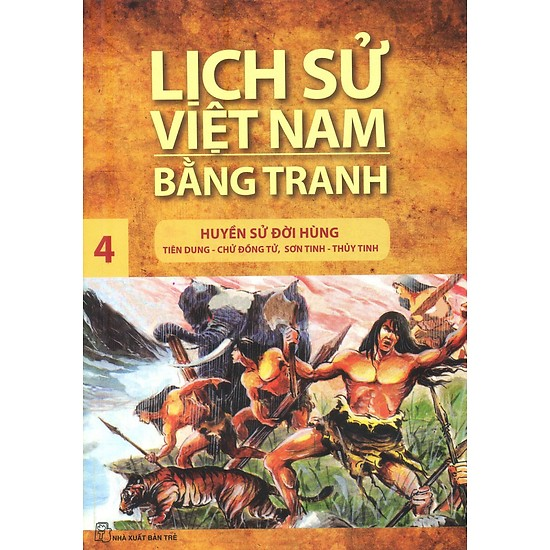 LỊCH SỬ
VIỆT NAM
BẰNG TRANH
4
HUYỀN SỬ ĐỜI HÙNG
TIÊN DUNG - CHỬ ĐỒNG TỬ, SƠN TINH - THỦY TINH
NHÀ XUẤT BẢN TRẺ